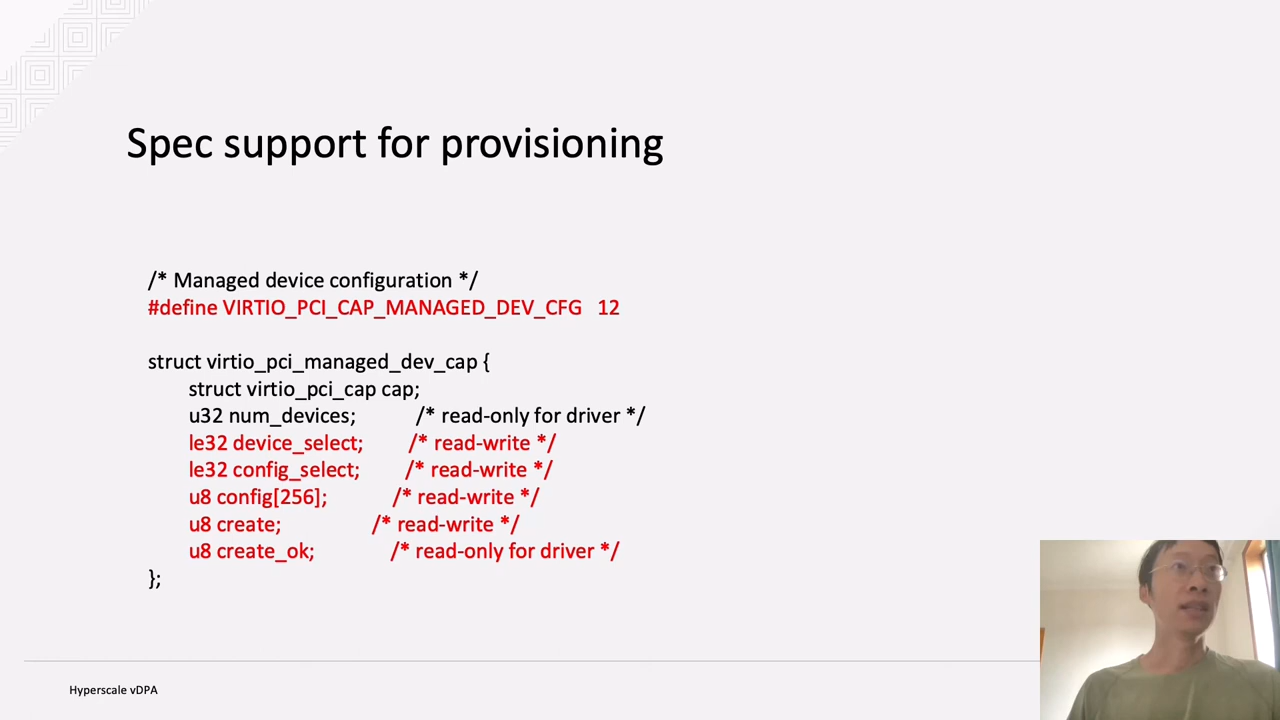 Spec support for provisioning
/* Managed device configuration */
#define VIRTIO_PCI_CAP_MANAGED_DEV_CFG 12
struct virtio_pci_managed_dev_cap {
struct virtio_pci_cap cap;
u32 num_devices; /* read-only for driver */
le32 device_select; /* read-write */
le32 config_select; /* read-write */
u8 config[256]; /* read-write */
u8 create; /* read-write */
u8 create_ok; /* read-only for driver */
};
Hyperscale vDPA